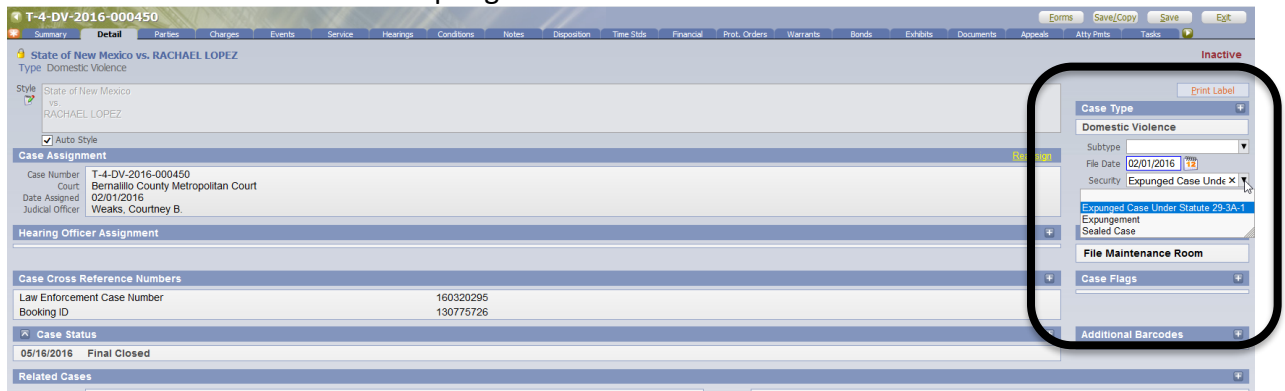 T-4-DV-2016-000450 Forms Save/Copy Save Exit
Summary Detail Parties Charges Events Service Hearings Conditions Notes Disposition Time Stds Financial Prot. Orders Warrants Bonds Exhibits Documents Appeals Atty Pmts Tasks
State of New Mexico vs. RACHAEL LOPEZ Inactive
Type Domestic Violence
Style State of New Mexico
vs.
RACHAEL LOPEZ
Auto Style
Print Label
Case Type
Domestic Violence
Subtype
File Date 02/01/2016 12
Security Expunged Case Unde
Expunged Case Under Statute 29-3A-1
Expungement
Sealed Case
File Maintenance Room
Case Flags
Additional Barcodes
Case Assignment Reassign
Case Number T-4-DV-2016-000450
Court Bernalillo County Metropolitan Court
Date Assigned 02/01/2016
Judicial Officer Weaks, Courtney B.
Hearing Officer Assignment
Case Cross Reference Numbers
Law Enforcement Case Number 160320295
Booking ID 130775726
Case Status
05/16/2016 Final Closed
Related Cases